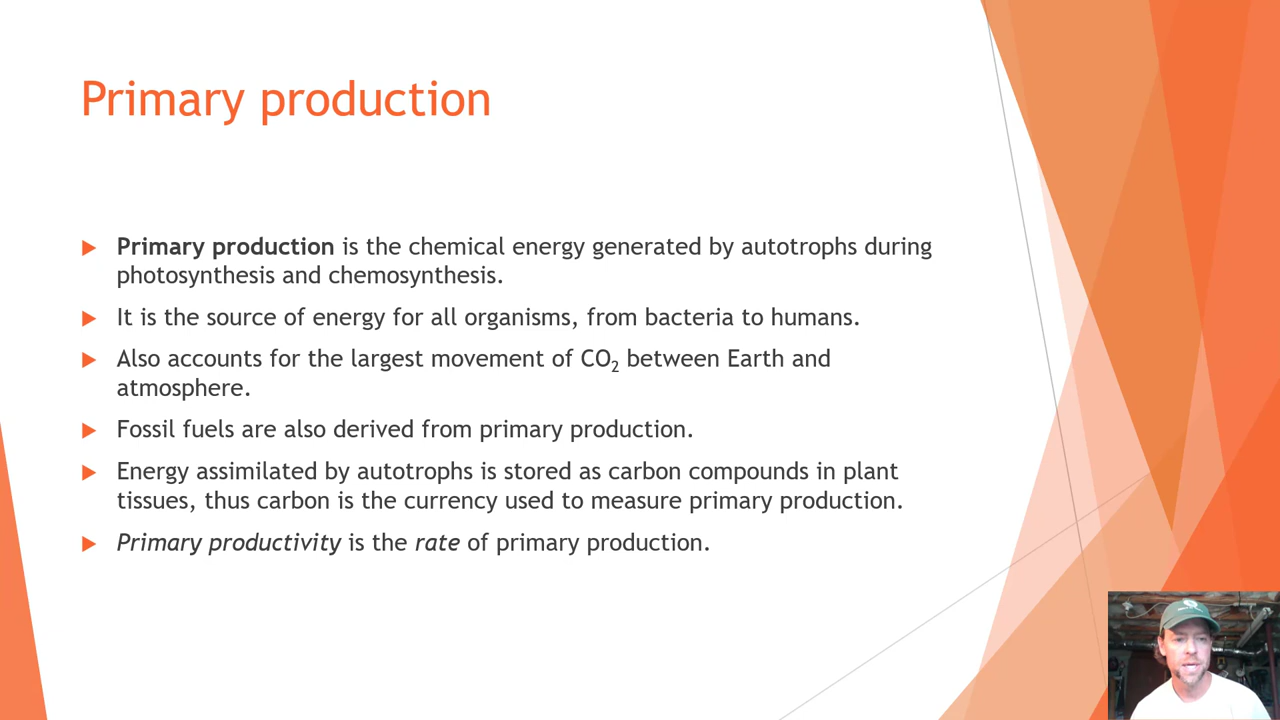 Primary production
Primary production is the chemical energy generated by autotrophs during
photosynthesis and chemosynthesis.
It is the source of energy for all organisms, from bacteria to humans.
Also accounts for the largest movement of CO₂ between Earth and
atmosphere.
Fossil fuels are also derived from primary production.
Energy assimilated by autotrophs is stored as carbon compounds in plant
tissues, thus carbon is the currency used to measure primary production.
Primary productivity is the rate of primary production.